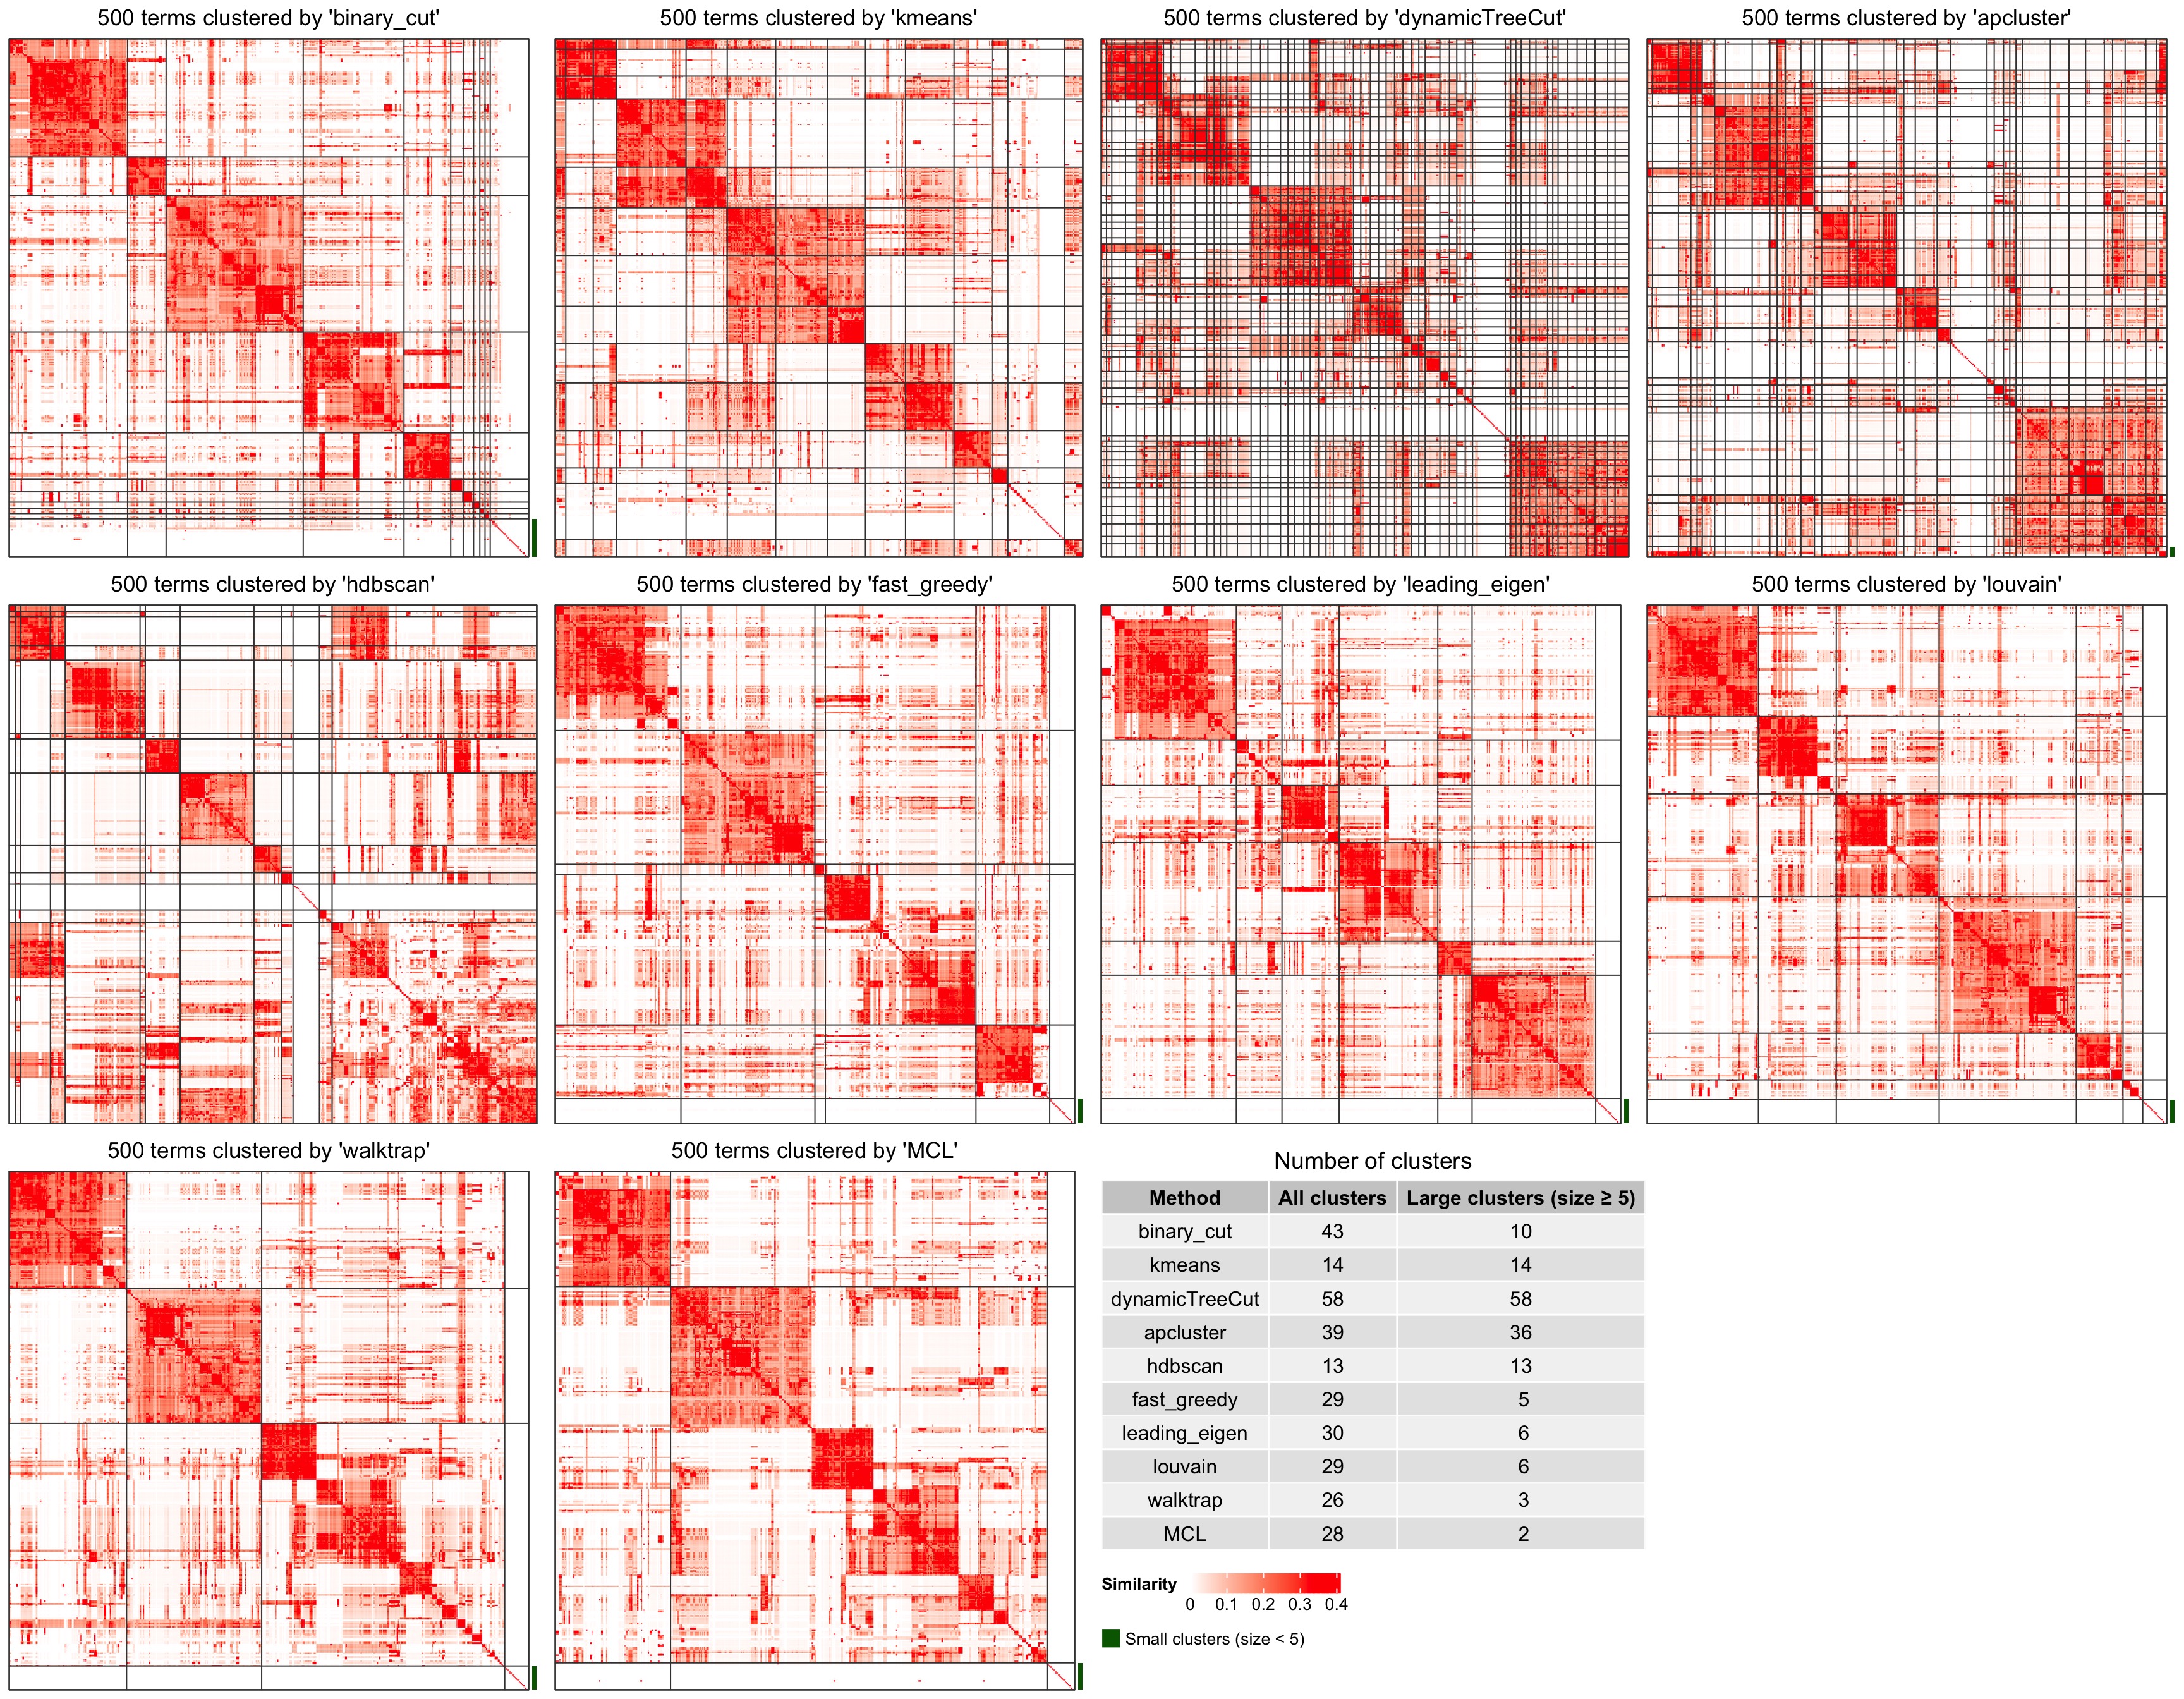 500 terms clustered by 'binary_cut'
500 terms clustered by 'kmeans'
500 terms clustered by 'dynamicTreeCut'
500 terms clustered by 'apcluster'
500 terms clustered by 'hdbscan'
500 terms clustered by 'fast_greedy'
500 terms clustered by 'leading_eigen'
500 terms clustered by 'louvain'
500 terms clustered by 'walktrap'
500 terms clustered by 'MCL'
Number of clusters
Method All clusters Large clusters (size ≥ 5)
binary_cut 43 10
kmeans 14 14
dynamicTreeCut 58 58
apcluster 39 36
hdbscan 13 13
fast_greedy 29 5
leading_eigen 30 6
louvain 29 6
walktrap 26 3
MCL 28 2
Similarity
0 0.1 0.2 0.3 0.4
Small clusters (size < 5)